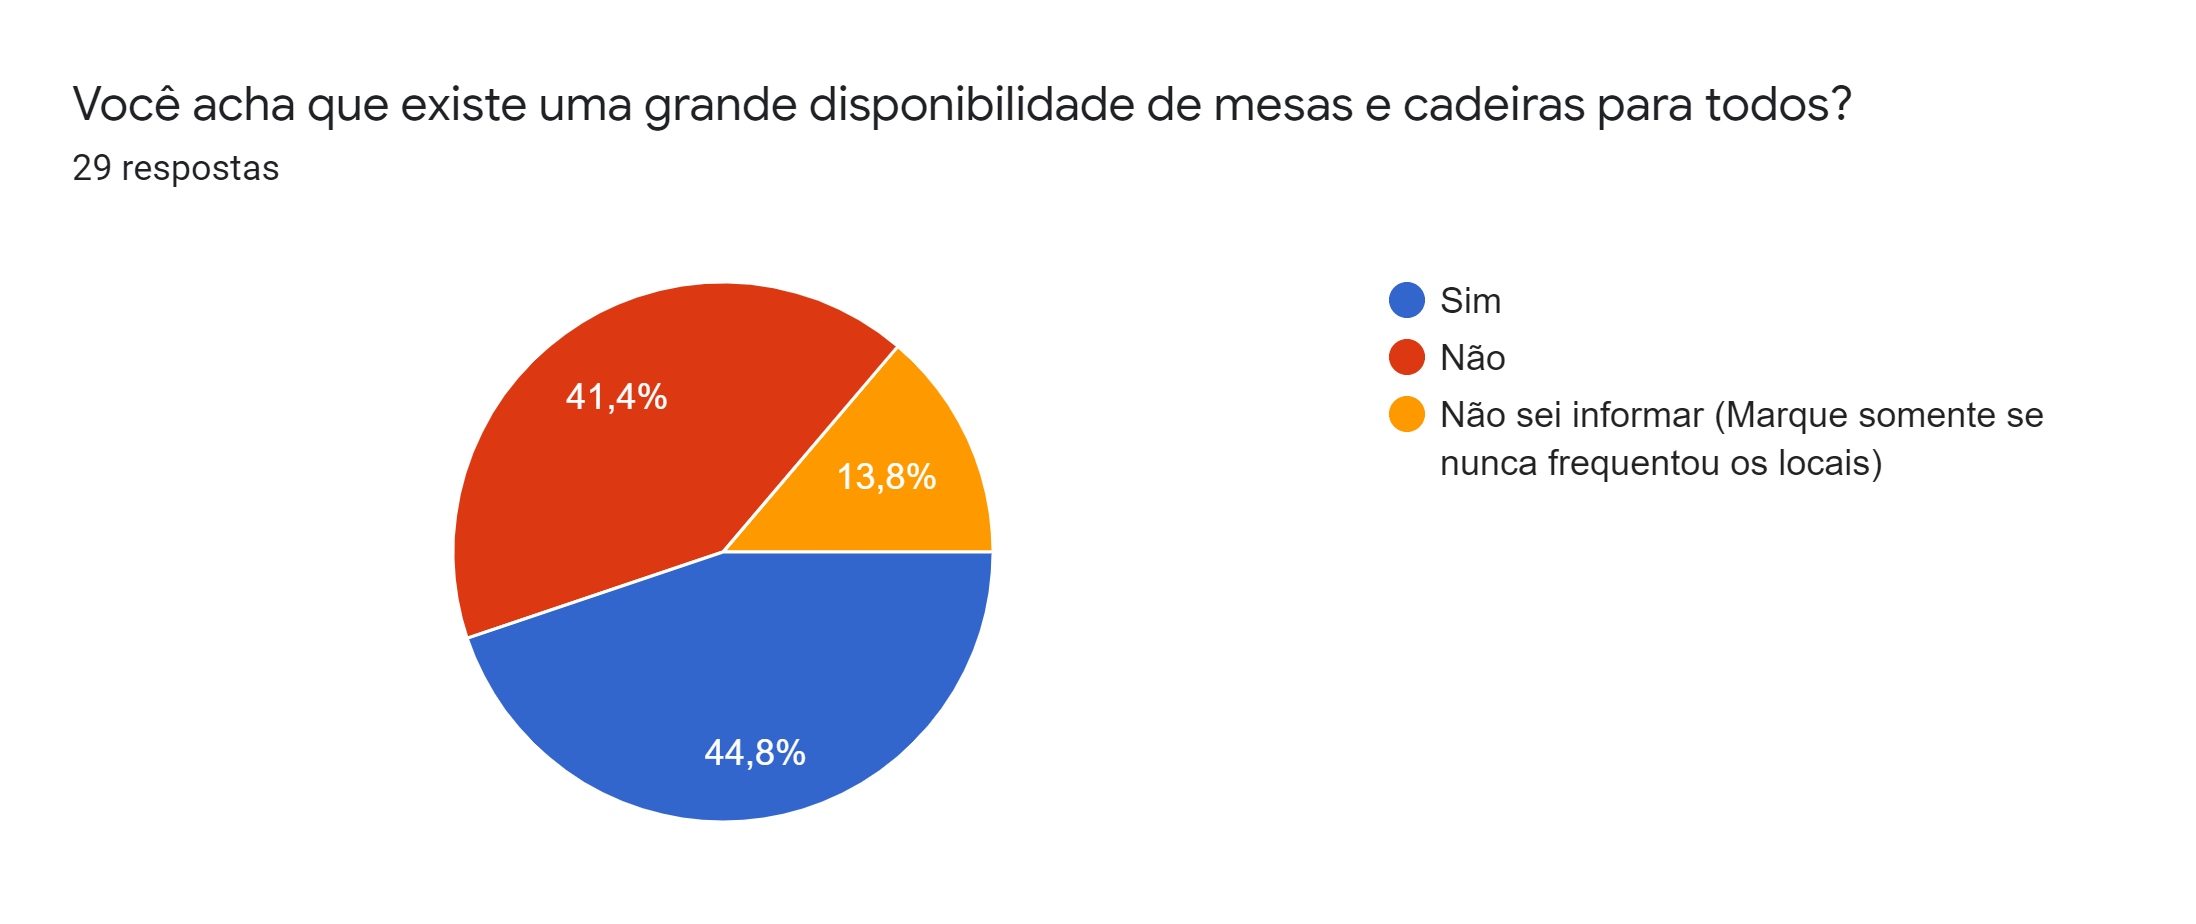 Você acha que existe uma grande disponibilidade de mesas e cadeiras para todos?
29 respostas
41,4%
13,8%
44,8%
Sim
Não
Não sei informar (Marque somente se
nunca frequentou os locais)